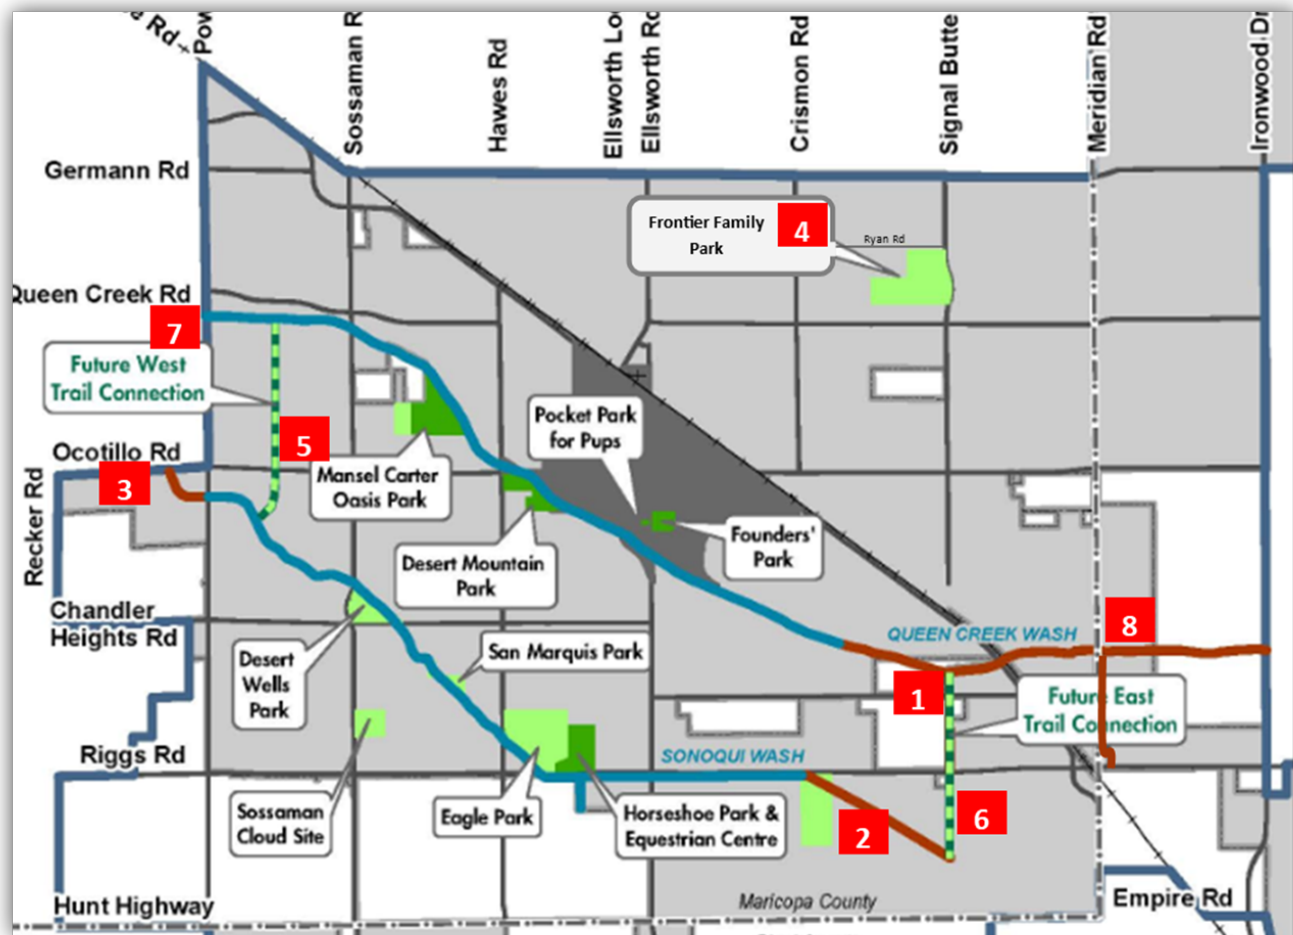 a Rd
Pow
Sossaman R
Hawes Rd
Ellsworth Lo
Ellsworth Rd
Crismon Rd
Signal Butte
Meridian Rd
Ironwood Dr
Germann Rd
Frontier Family
Park
4
Ryan Rd
Queen Creek Rd
7
Future West
Trail Connection
Pocket Park
for Pups
5
Ocotillo Rd
3
Recker Rd
Mansel Carter
Oasis Park
Desert Mountain
Park
Founders'
Park
Chandler
Heights Rd
QUEEN CREEK WASH
8
San Marquis Park
Desert
Wells
Park
1
Future East
Trail Connection
Riggs Rd
SONOQUI WASH
Sossaman
Cloud Site
Eagle Park
Horseshoe Park &
Equestrian Centre
2
6
Hunt Highway
Maricopa County
Empire Rd